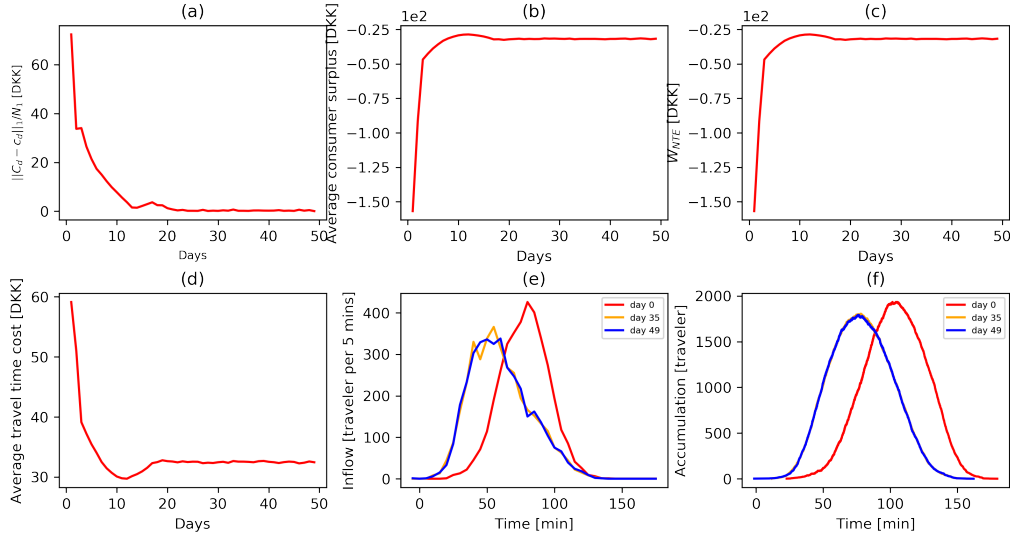 (a)
||C_d − c_d||_1/N_1 [DKK]
60
40
20
0
0 10 20 30 40 50
Days
(b)
1e2
Average consumer surplus [DKK]
−0.25
−0.50
−0.75
−1.00
−1.25
−1.50
0 10 20 30 40 50
Days
(c)
1e2
W_NTE [DKK]
−0.25
−0.50
−0.75
−1.00
−1.25
−1.50
0 10 20 30 40 50
Days
(d)
Average travel time cost [DKK]
60
50
40
30
0 10 20 30 40 50
Days
(e)
Inflow [traveler per 5 mins]
400
300
200
100
0
day 0
day 35
day 49
0 50 100 150
Time [min]
(f)
Accumulation [traveler]
2000
1500
1000
500
0
day 0
day 35
day 49
0 50 100 150
Time [min]